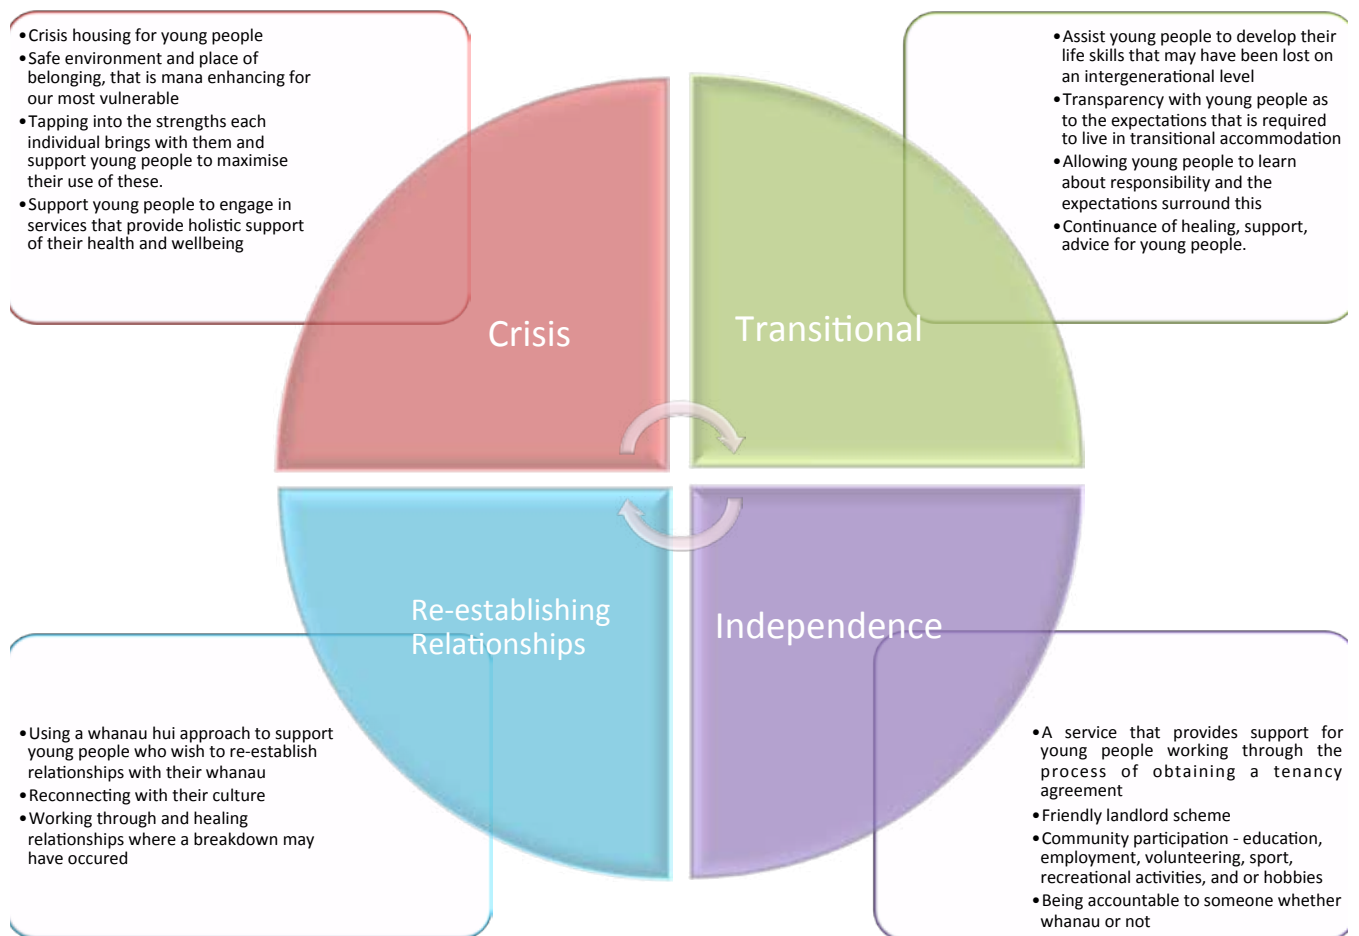 •Crisis housing for young people
•Safe environment and place of
belonging, that is mana enhancing for
our most vulnerable
•Tapping into the strengths each
individual brings with them and
support young people to maximise
their use of these.
•Support young people to engage in
services that provide holistic support
of their health and wellbeing
•Assist young people to develop their
life skills that may have been lost on
an intergenerational level
•Transparency with young people as
to the expectations that is required
to live in transitional accommodation
•Allowing young people to learn
about responsibility and the
expectations surround this
•Continuance of healing, support,
advice for young people.
Crisis
Transitional
Re-establishing
Relationships
Independence
•Using a whanau hui approach to support
young people who wish to re-establish
relationships with their whanau
•Reconnecting with their culture
•Working through and healing
relationships where a breakdown may
have occured
•A service that provides support for
young people working through the
process of obtaining a tenancy
agreement
•Friendly landlord scheme
•Community participation - education,
employment, volunteering, sport,
recreational activities, and or hobbies
•Being accountable to someone whether
whanau or not